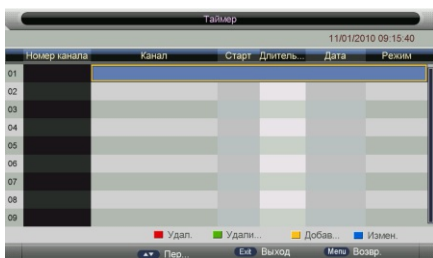 Таймер
11/01/2010 09:15:40
Номер канала Канал Старт Длитель... Дата Режим
01
02
03
04
05
06
07
08
09
Удал. Удали... Добав... Измен.
Пер... Exit Выход Menu Возвр.